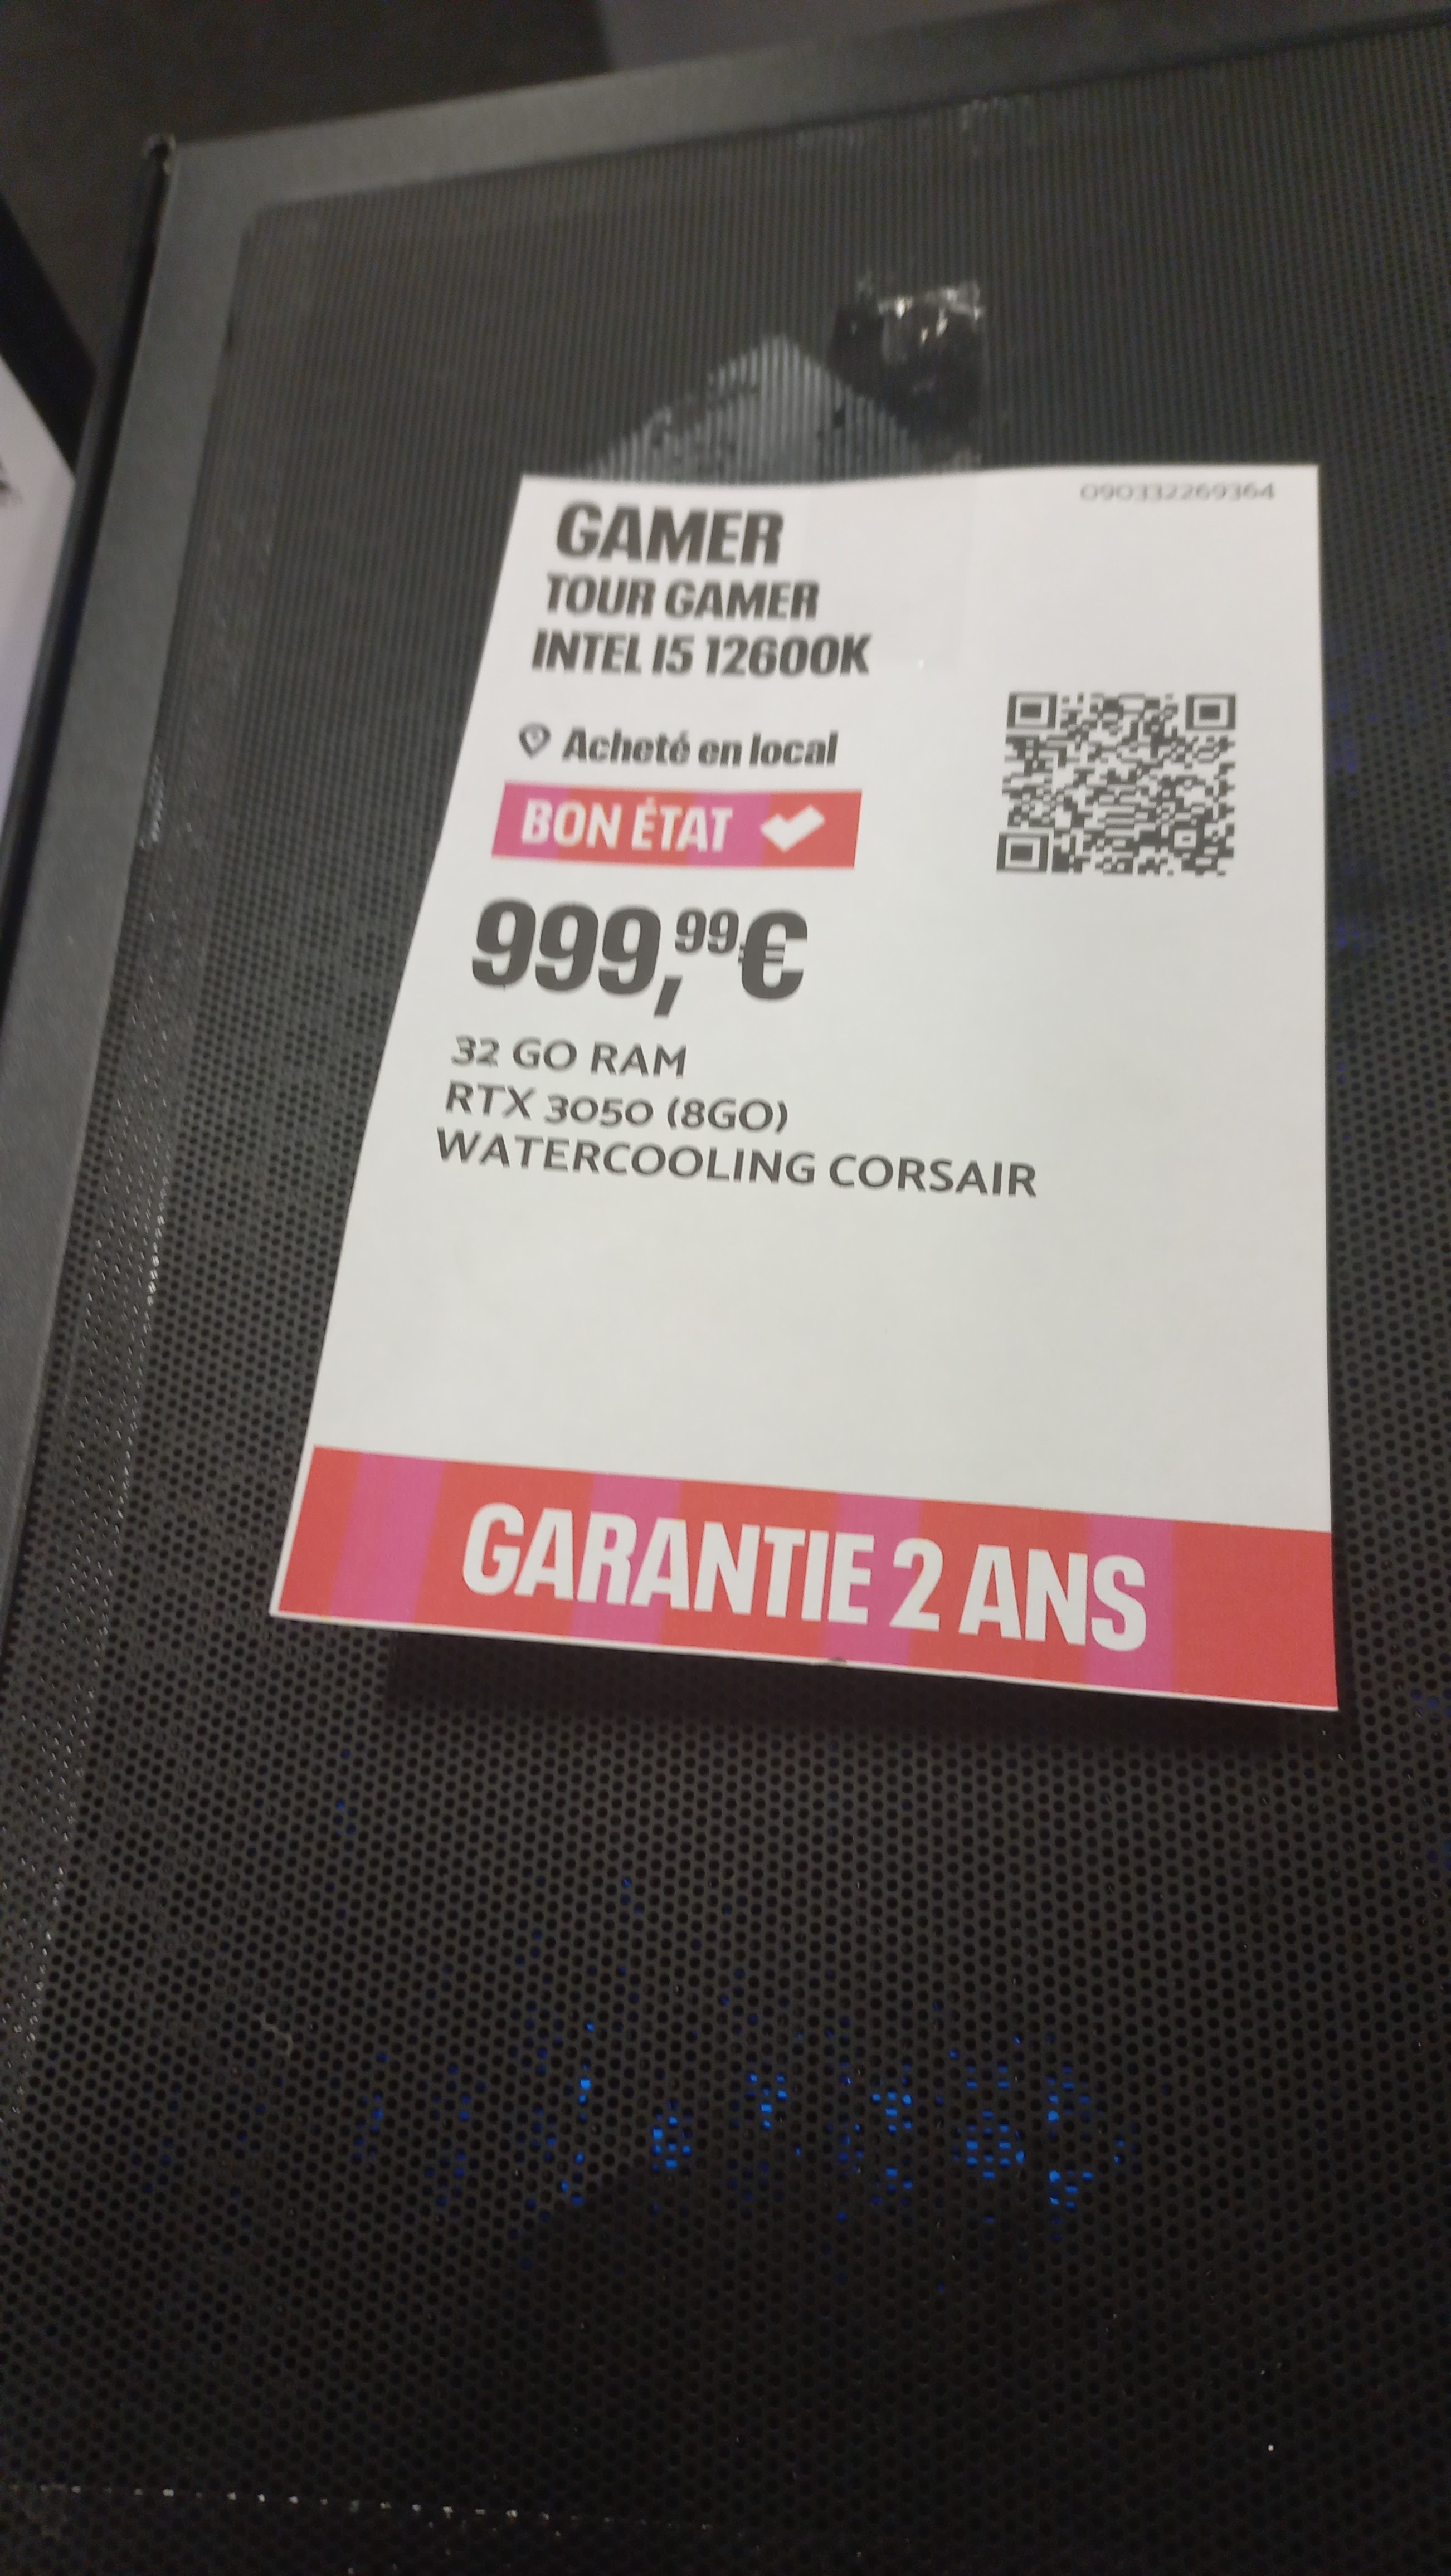 090332269364
GAMER
TOUR GAMER
INTEL I5 12600K
Acheté en local
BON ÉTAT
999,99€
32 GO RAM
RTX 3050 (8GO)
WATERCOOLING CORSAIR
GARANTIE 2 ANS